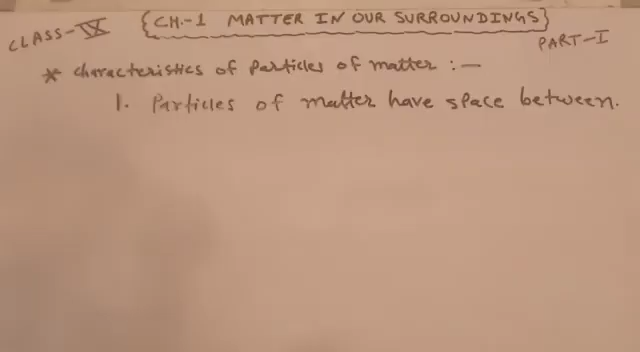 CLASS-IX {CH.-1 MATTER IN OUR SURROUNDINGS} PART-I
* Characteristics of Particles of matter :-
1. Particles of matter have space between.